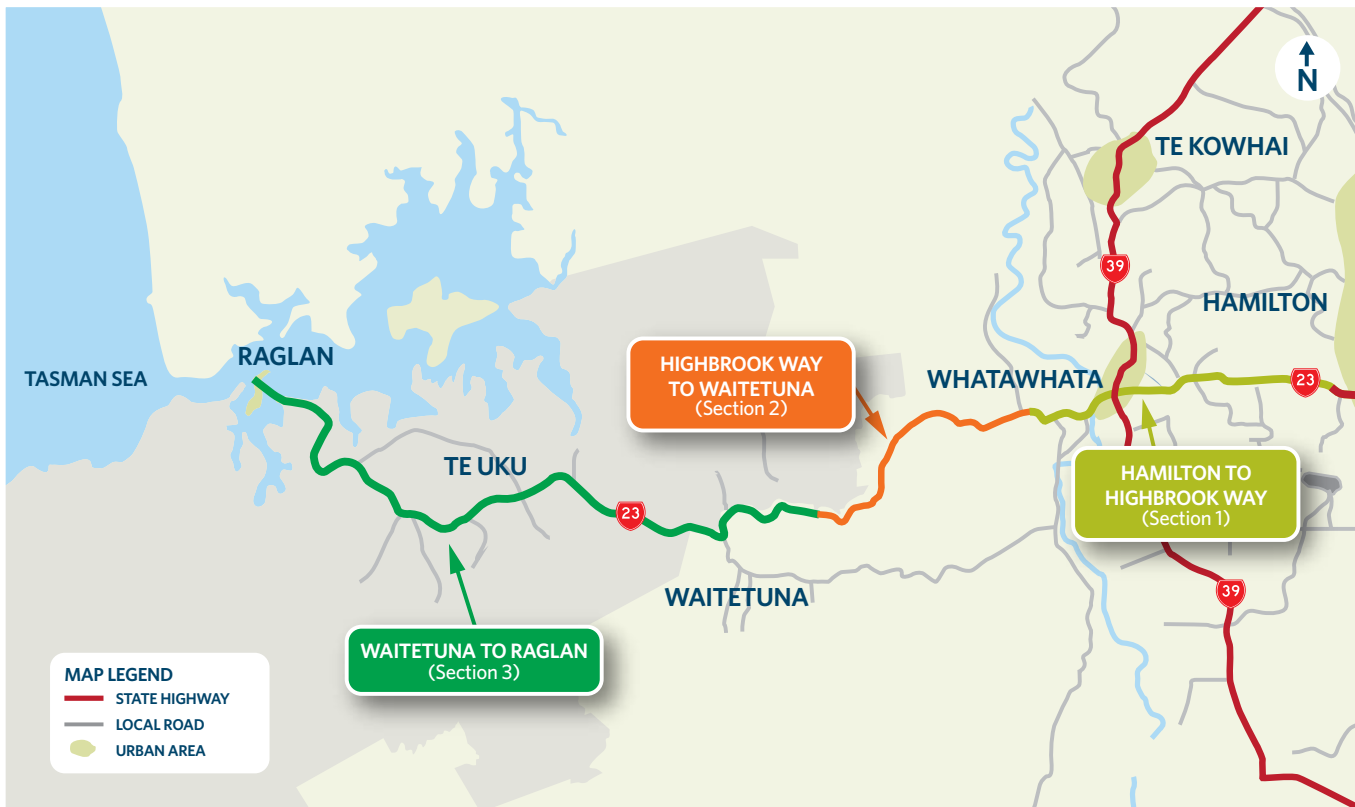 N
TE KOWHAI
39
HAMILTON
RAGLAN
TASMAN SEA
HIGHBROOK WAY
TO WAITETUNA
(Section 2)
WHATAWHATA
23
TE UKU
HAMILTON TO
HIGHBROOK WAY
(Section 1)
23
WAITETUNA
39
WAITETUNA TO RAGLAN
(Section 3)
MAP LEGEND
STATE HIGHWAY
LOCAL ROAD
URBAN AREA